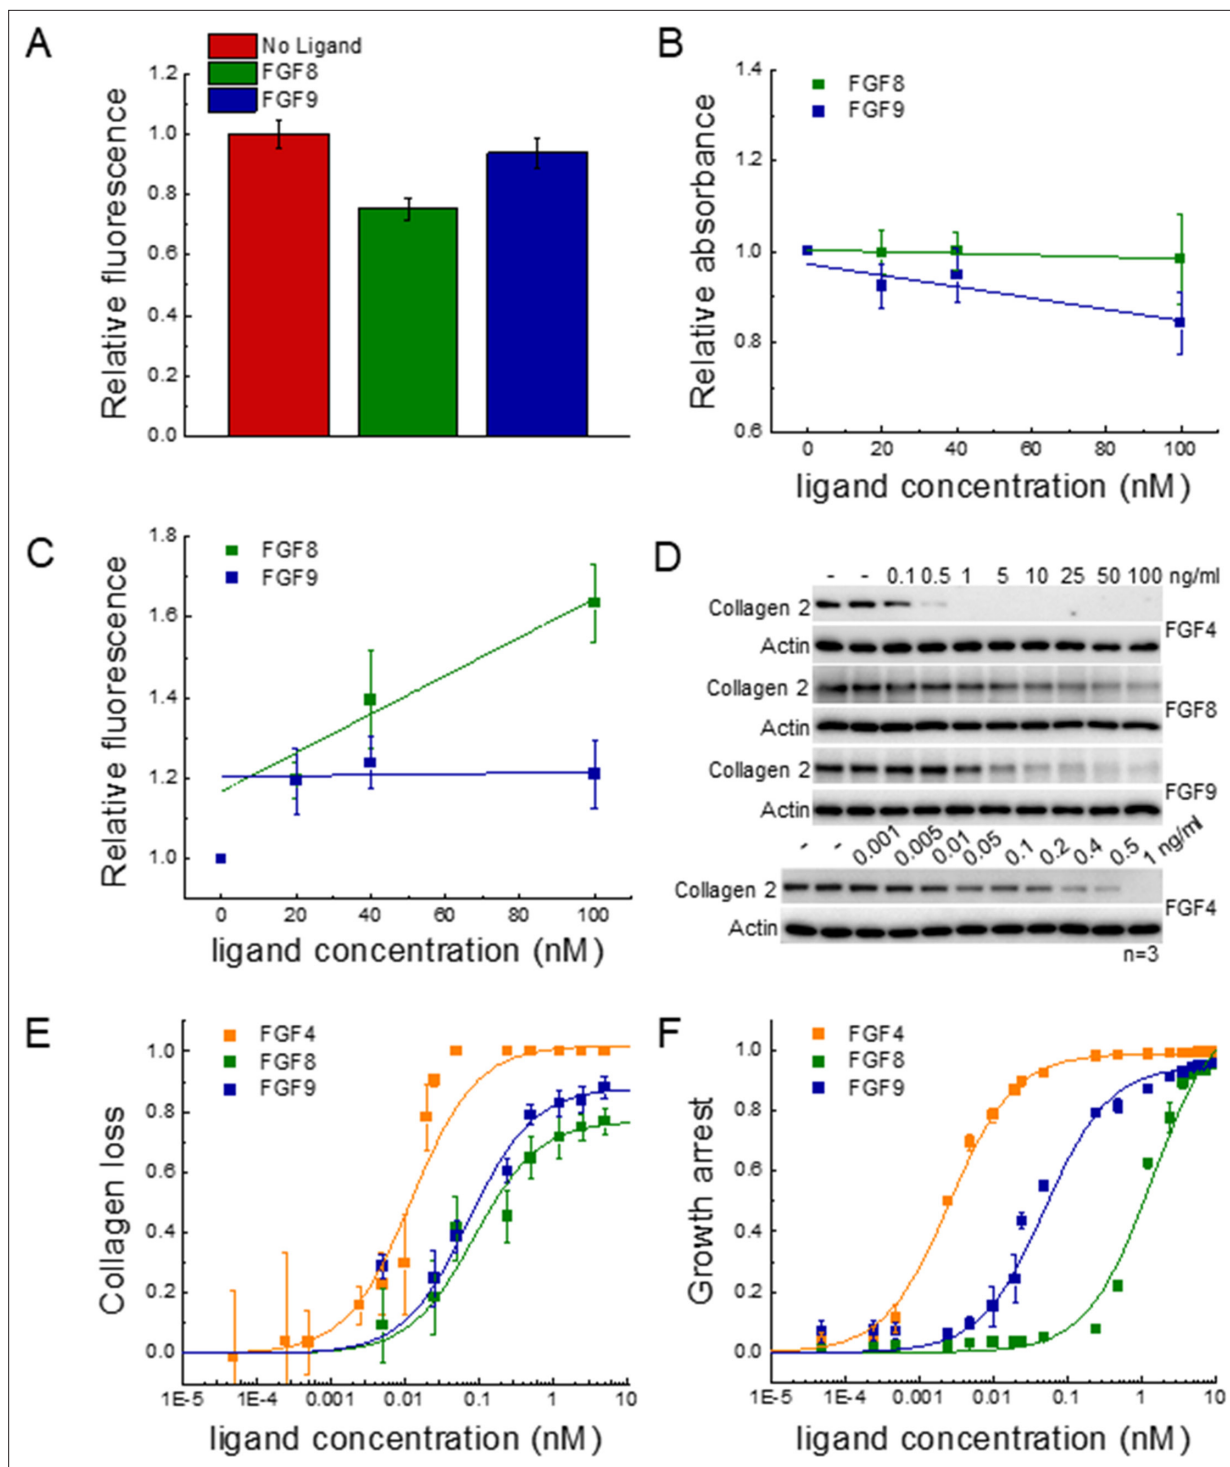 A
No Ligand
FGF8
FGF9
Relative fluorescence
1.2
1.0
0.8
0.6
0.4
0.2
0.0
B
FGF8
FGF9
Relative absorbance
1.4
1.2
1.0
0.8
0.6
0 20 40 60 80 100
ligand concentration (nM)
C
FGF8
FGF9
Relative fluorescence
1.8
1.6
1.4
1.2
1.0
0 20 40 60 80 100
ligand concentration (nM)
D
- - 0.1 0.5 1 5 10 25 50 100 ng/ml
Collagen 2
Actin
FGF4
Collagen 2
Actin
FGF8
Collagen 2
Actin
FGF9
- - 0.001 0.005 0.01 0.05 0.1 0.2 0.4 0.5 1 ng/ml
Collagen 2
Actin
FGF4
n=3
E
FGF4
FGF8
FGF9
Collagen loss
1.0
0.8
0.6
0.4
0.2
0.0
1E-5 1E-4 0.001 0.01 0.1 1 10
ligand concentration (nM)
F
FGF4
FGF8
FGF9
Growth arrest
1.0
0.8
0.6
0.4
0.2
0.0
1E-5 1E-4 0.001 0.01 0.1 1 10
ligand concentration (nM)